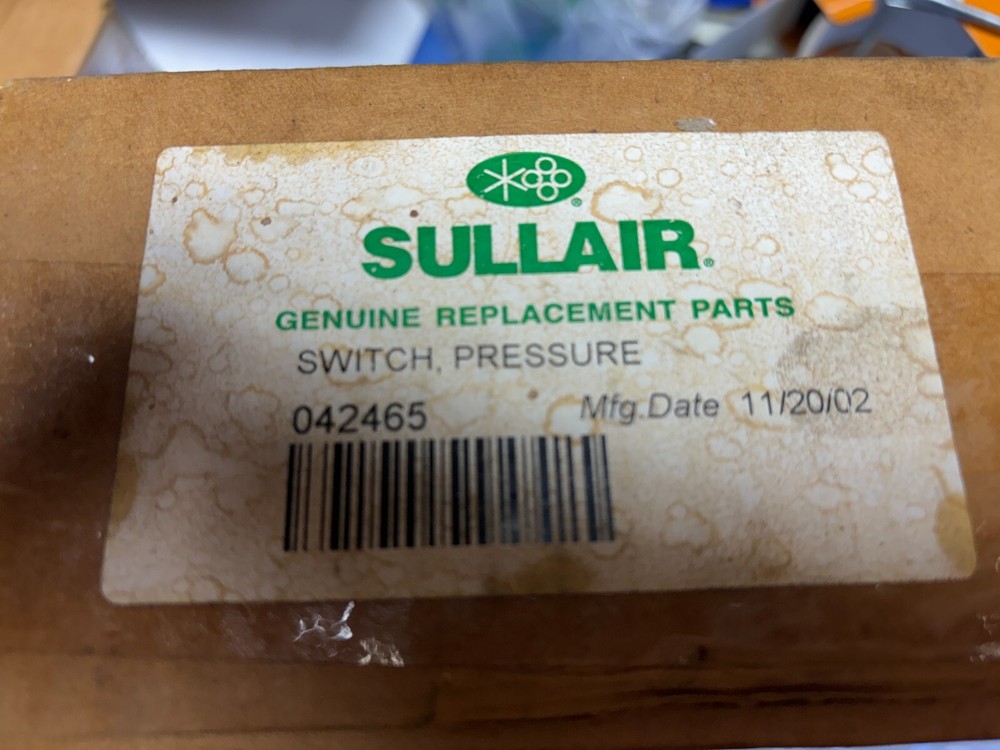 SULLAIR®
GENUINE REPLACEMENT PARTS
SWITCH, PRESSURE
042465 Mfg.Date 11/20/02